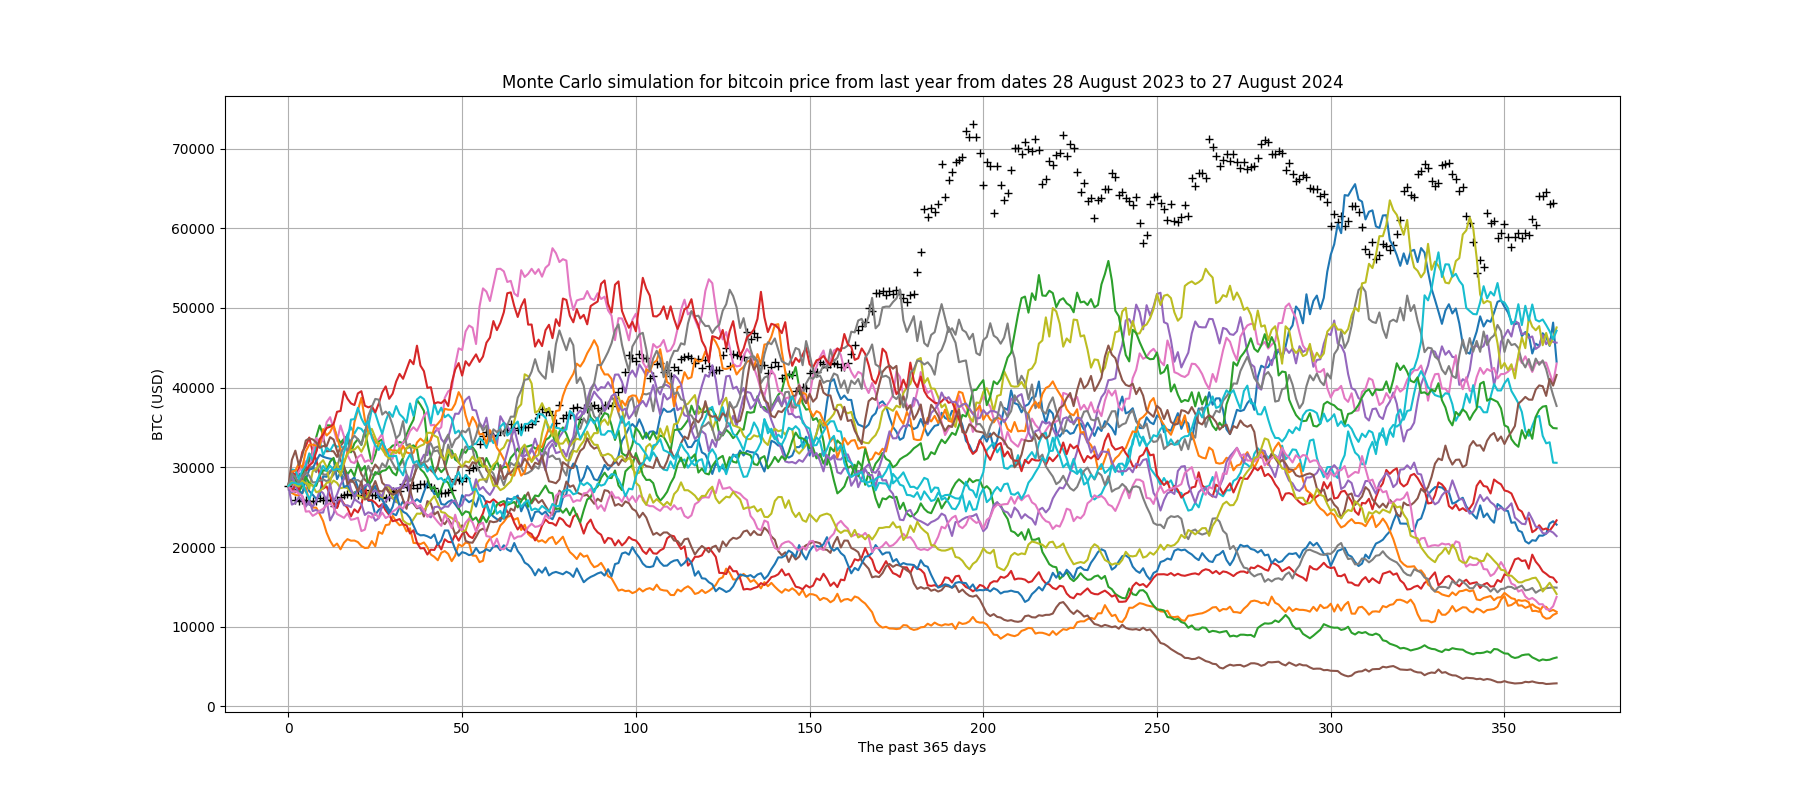 Monte Carlo simulation for bitcoin price from last year from dates 28 August 2023 to 27 August 2024
70000
60000
50000
40000
30000
20000
10000
0
BTC (USD)
0 50 100 150 200 250 300 350
The past 365 days